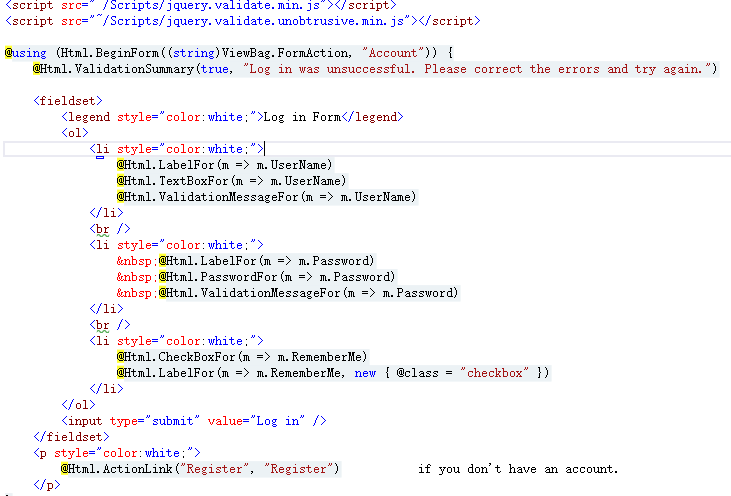 <script src="~/Scripts/jquery.validate.min.js"></script>
<script src="~/Scripts/jquery.validate.unobtrusive.min.js"></script>
@using (Html.BeginForm((string)ViewBag.FormAction, "Account")) {
@Html.ValidationSummary(true, "Log in was unsuccessful. Please correct the errors and try again.")
<fieldset>
<legend style="color:white;">Log in Form</legend>
<ol>
<li style="color:white;">
@Html.LabelFor(m => m.UserName)
@Html.TextBoxFor(m => m.UserName)
@Html.ValidationMessageFor(m => m.UserName)
</li>
<br />
<li style="color:white;">
&nbsp;@Html.LabelFor(m => m.Password)
&nbsp;@Html.PasswordFor(m => m.Password)
&nbsp;@Html.ValidationMessageFor(m => m.Password)
</li>
<br />
<li style="color:white;">
@Html.CheckBoxFor(m => m.RememberMe)
@Html.LabelFor(m => m.RememberMe, new { @class = "checkbox" })
</li>
</ol>
<input type="submit" value="Log in" />
</fieldset>
<p style="color:white;">
@Html.ActionLink("Register", "Register") if you don't have an account.
</p>